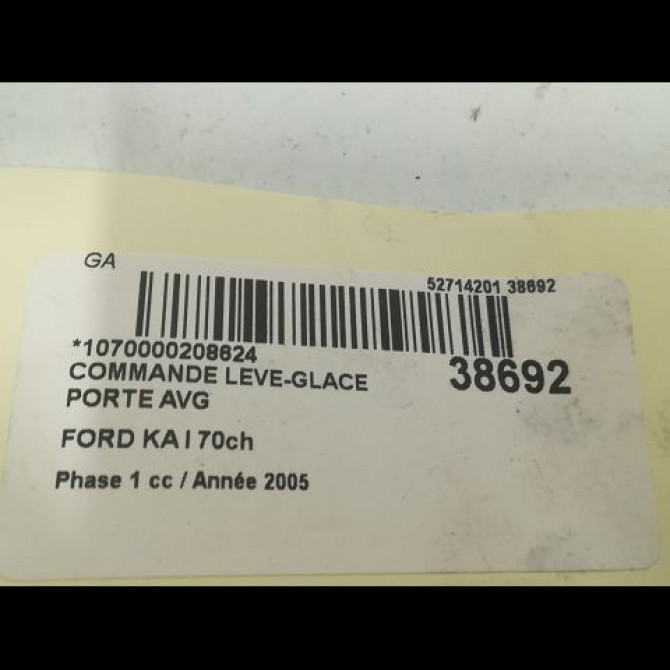 GA
52714201 38692
*1070000208624
38692
COMMANDE LEVE-GLACE
PORTE AVG
FORD KA I 70ch
Phase 1 cc / Année 2005